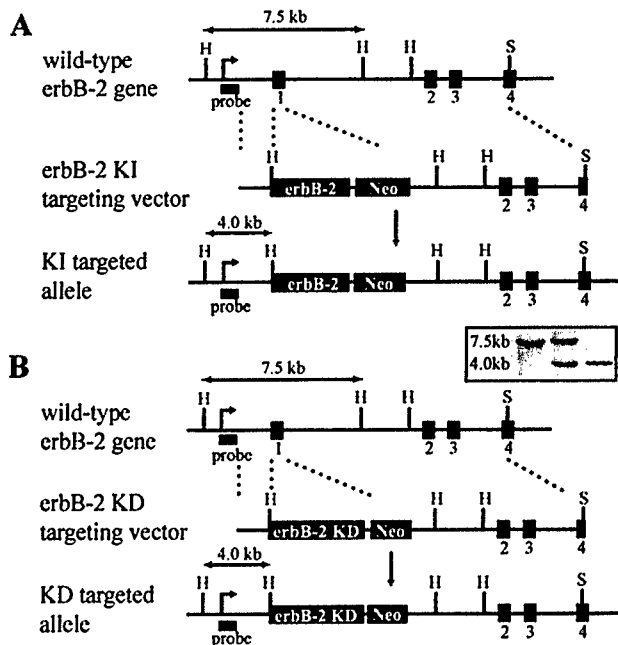 A
7.5 kb
H H H S
wild-type
erbB-2 gene
probe 1 2 3 4
erbB-2 KI
targeting vector
H H H S
erbB-2 Neo
2 3 4
4.0 kb
KI targeted
allele
H H H H S
erbB-2 Neo
probe 2 3 4
7.5kb
4.0kb
B
7.5 kb
H H H S
wild-type
erbB-2 gene
probe 1 2 3 4
erbB-2 KD
targeting vector
H H H S
erbB-2 KD Neo
2 3 4
4.0 kb
KD targeted
allele
H H H H S
erbB-2 KD Neo
probe 2 3 4